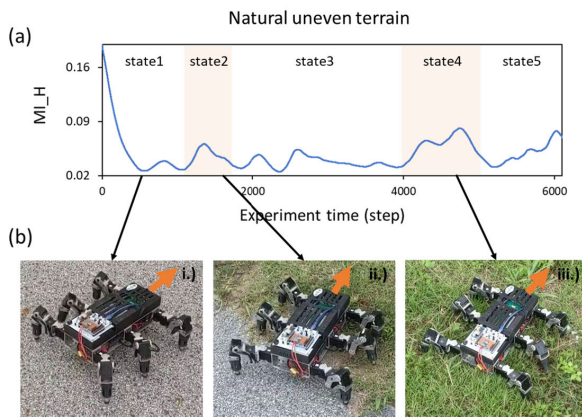 Natural uneven terrain
(a)
state1 state2 state3 state4 state5
MI_H
0.16
0.09
0.02
0 2000 4000 6000
Experiment time (step)
(b)
i.) ii.) iii.)